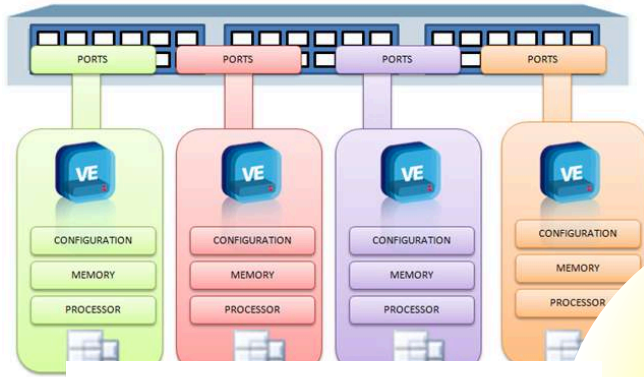 PORTS PORTS PORTS PORTS
VE VE VE VE
CONFIGURATION CONFIGURATION CONFIGURATION CONFIGURATION
MEMORY MEMORY MEMORY MEMORY
PROCESSOR PROCESSOR PROCESSOR PROCESSOR